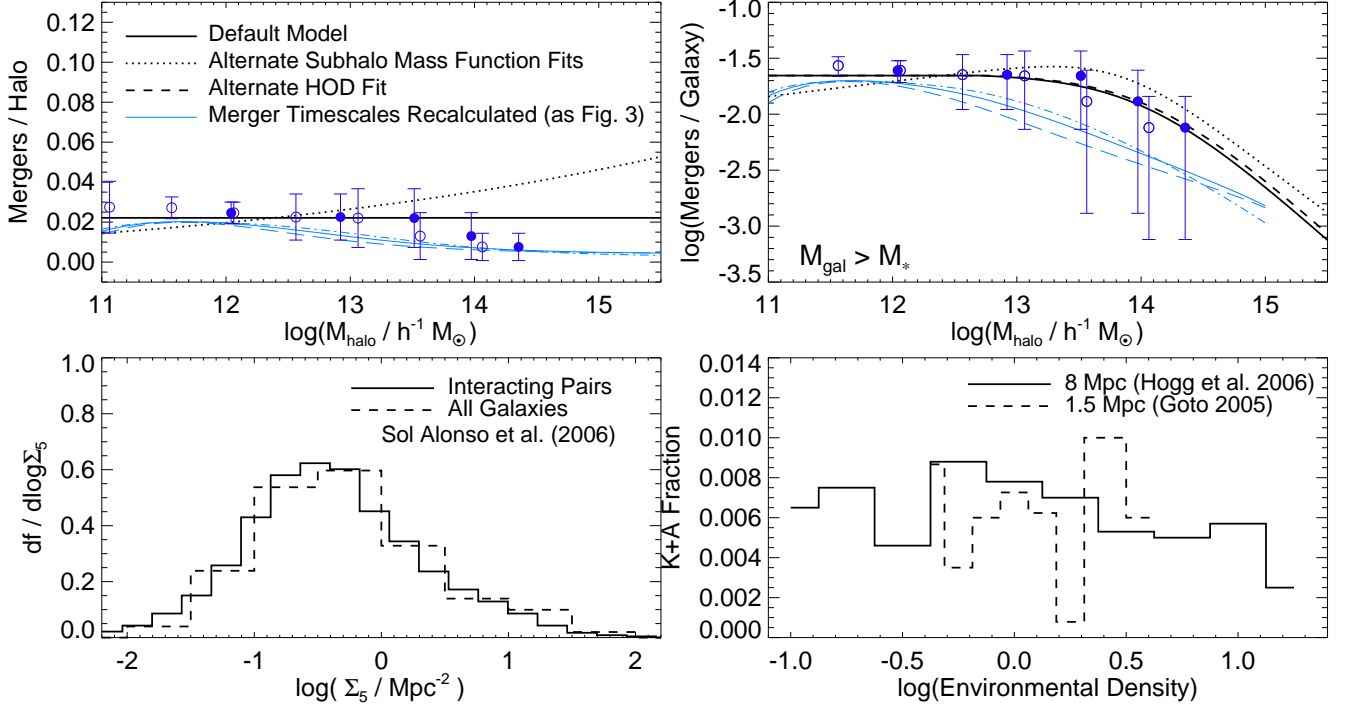 Mergers / Halo
0.12
0.10
0.08
0.06
0.04
0.02
0.00
Default Model
Alternate Subhalo Mass Function Fits
Alternate HOD Fit
Merger Timescales Recalculated (as Fig. 3)
11 12 13 14 15
log(M_halo / h⁻¹ M_⊙)
log(Mergers / Galaxy)
-1.0
-1.5
-2.0
-2.5
-3.0
-3.5
M_gal > M_*
11 12 13 14 15
log(M_halo / h⁻¹ M_⊙)
df / dlogΣ₅
1.0
0.8
0.6
0.4
0.2
0.0
Interacting Pairs
All Galaxies
Sol Alonso et al. (2006)
-2 -1 0 1 2
log( Σ₅ / Mpc⁻² )
K+A Fraction
0.014
0.012
0.010
0.008
0.006
0.004
0.002
0.000
8 Mpc (Hogg et al. 2006)
1.5 Mpc (Goto 2005)
-1.0 -0.5 0.0 0.5 1.0
log(Environmental Density)